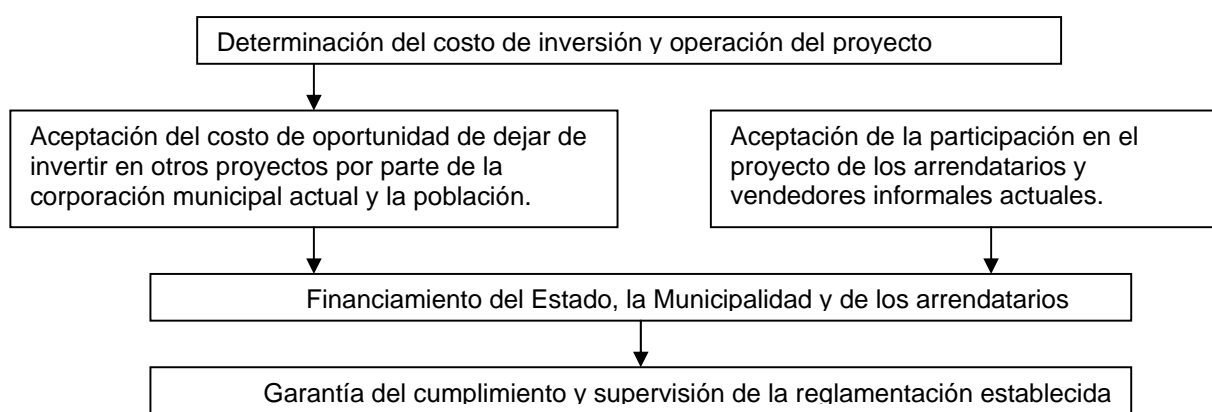 Determinación del costo de inversión y operación del proyecto
Aceptación del costo de oportunidad de dejar de
invertir en otros proyectos por parte de la
corporación municipal actual y la población.
Aceptación de la participación en el
proyecto de los arrendatarios y
vendedores informales actuales.
Financiamiento del Estado, la Municipalidad y de los arrendatarios
Garantía del cumplimiento y supervisión de la reglamentación establecida